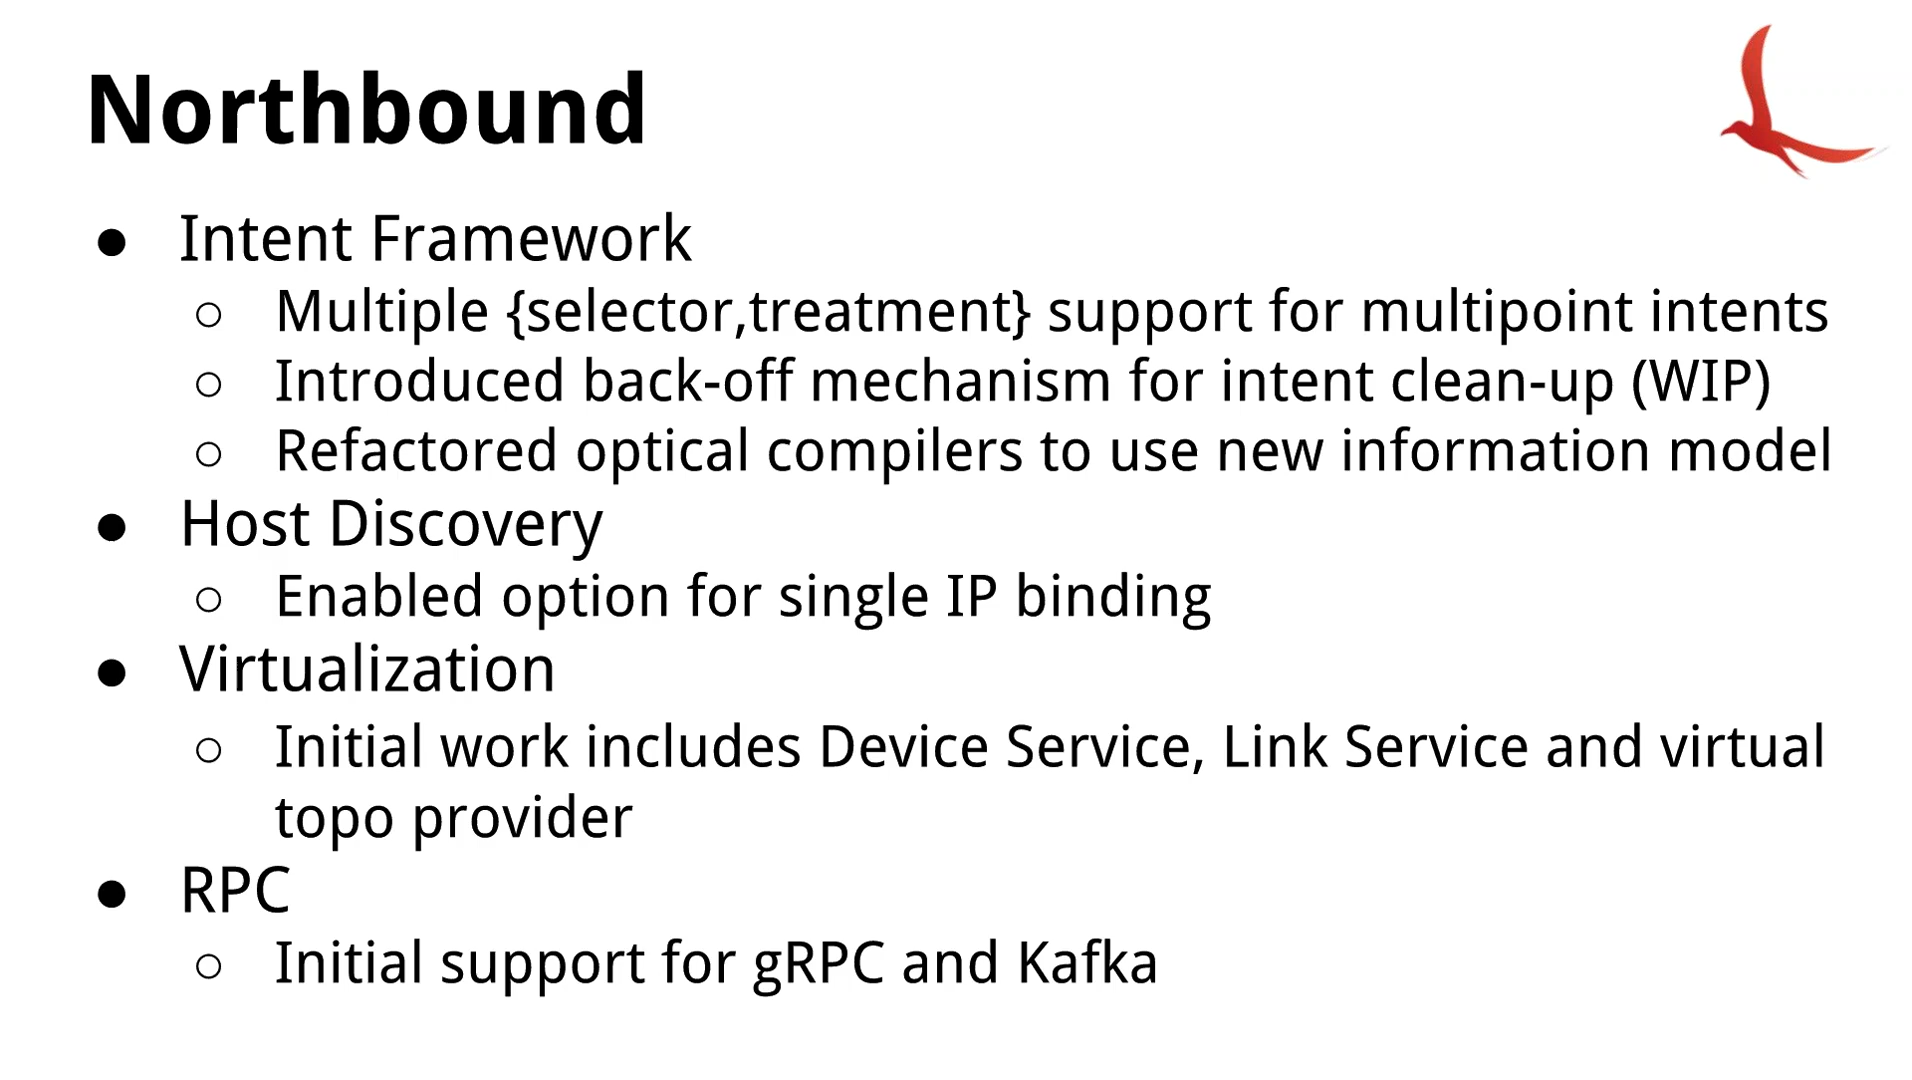 Northbound
● Intent Framework
○ Multiple {selector,treatment} support for multipoint intents
○ Introduced back-off mechanism for intent clean-up (WIP)
○ Refactored optical compilers to use new information model
● Host Discovery
○ Enabled option for single IP binding
● Virtualization
○ Initial work includes Device Service, Link Service and virtual
topo provider
● RPC
○ Initial support for gRPC and Kafka